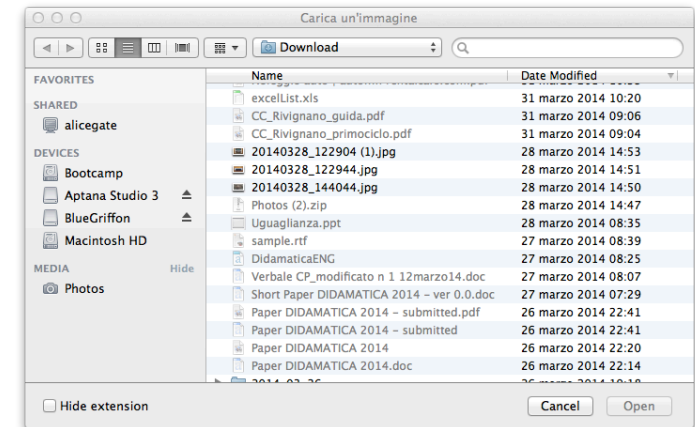 Carica un'immagine
Download
FAVORITES
SHARED
alicegate
DEVICES
Bootcamp
Aptana Studio 3
BlueGriffon
Macintosh HD
MEDIA Hide
Photos
Name Date Modified
excelList.xls 31 marzo 2014 10:20
CC_Rivignano_guida.pdf 31 marzo 2014 09:06
CC_Rivignano_primociclo.pdf 31 marzo 2014 09:04
20140328_122904 (1).jpg 28 marzo 2014 14:53
20140328_122944.jpg 28 marzo 2014 14:51
20140328_144044.jpg 28 marzo 2014 14:50
Photos (2).zip 28 marzo 2014 14:47
Uguaglianza.ppt 28 marzo 2014 08:35
sample.rtf 27 marzo 2014 08:39
DidamaticaENG 27 marzo 2014 08:25
Verbale CP_modificato n 1 12marzo14.doc 27 marzo 2014 08:07
Short Paper DIDAMATICA 2014 – ver 0.0.doc 27 marzo 2014 07:29
Paper DIDAMATICA 2014 – submitted.pdf 26 marzo 2014 22:41
Paper DIDAMATICA 2014 – submitted 26 marzo 2014 22:41
Paper DIDAMATICA 2014 26 marzo 2014 22:20
Paper DIDAMATICA 2014.doc 26 marzo 2014 22:14
Hide extension
Cancel Open